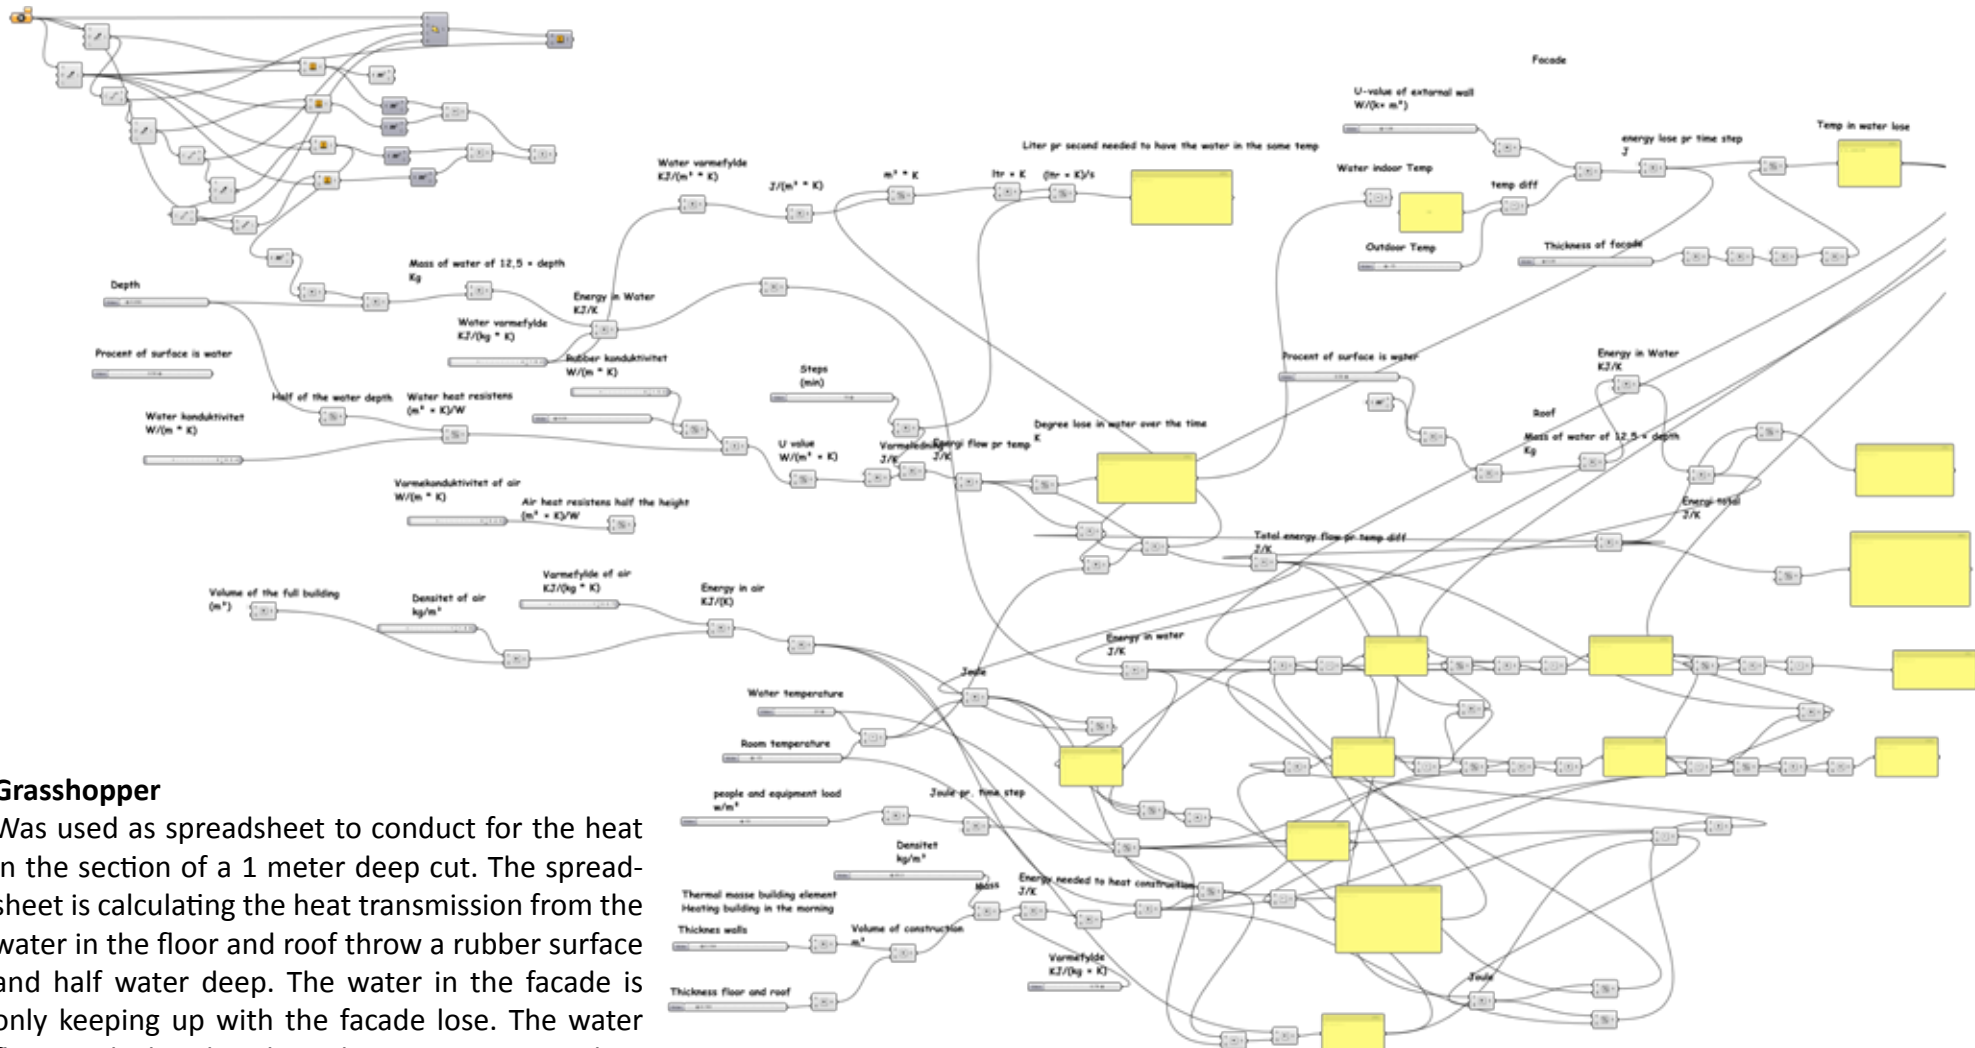 Facade
U-value of extarnal wall
W/(k* m²)
energy lose pr time step
J
Temp in water lose
Liter pr second needed to have the water in the same temp
Water varmefylde
KJ/(m³ * K)
J/(m³ * K)
m³ * K
ltr * K
(ltr * K)/s
Water indoor Temp
temp diff
Outdoor Temp
Thickness of facade
Mass of water of 12,5 * depth
Kg
Depth
Energy in Water
KJ/K
Water varmefylde
KJ/(kg * K)
Procent of surface is water
Rubber konduktivitet
W/(m * K)
Steps
(min)
Procent of surface is water
Energy in Water
KJ/K
Half of the water depth
Water heat resistens
(m² * K)/W
Water konduktivitet
W/(m * K)
U value
W/(m² * K)
Varmeledning
J/K
Energi flow pr temp
J/K
Degree lose in water over the time
K
Roof
Mass of water of 12,5 * depth
Kg
Varmekonduktivitet of air
W/(m * K)
Air heat resistens half the height
(m² * K)/W
Energi total
J/K
Total energy flow pr temp diff
J/K
Volume of the full building
(m³)
Densitet of air
kg/m³
Varmefylde of air
KJ/(kg * K)
Energy in air
KJ/(K)
Energy in water
J/K
Joule
Water temperature
Room temperature
people and equipment load
w/m²
Joule pr. time step
Densitet
kg/m³
Thermal masse building element
Heating building in the morning
Mass
Energy needed to heat construction
J/K
Thicknes walls
Volume of construction
m³
Varmefylde
KJ/(kg * K)
Thickness floor and roof
Joule
Grasshopper
Was used as spreadsheet to conduct for the heat
in the section of a 1 meter deep cut. The spread-
sheet is calculating the heat transmission from the
water in the floor and roof throw a rubber surface
and half water deep. The water in the facade is
only keeping up with the facade lose. The water